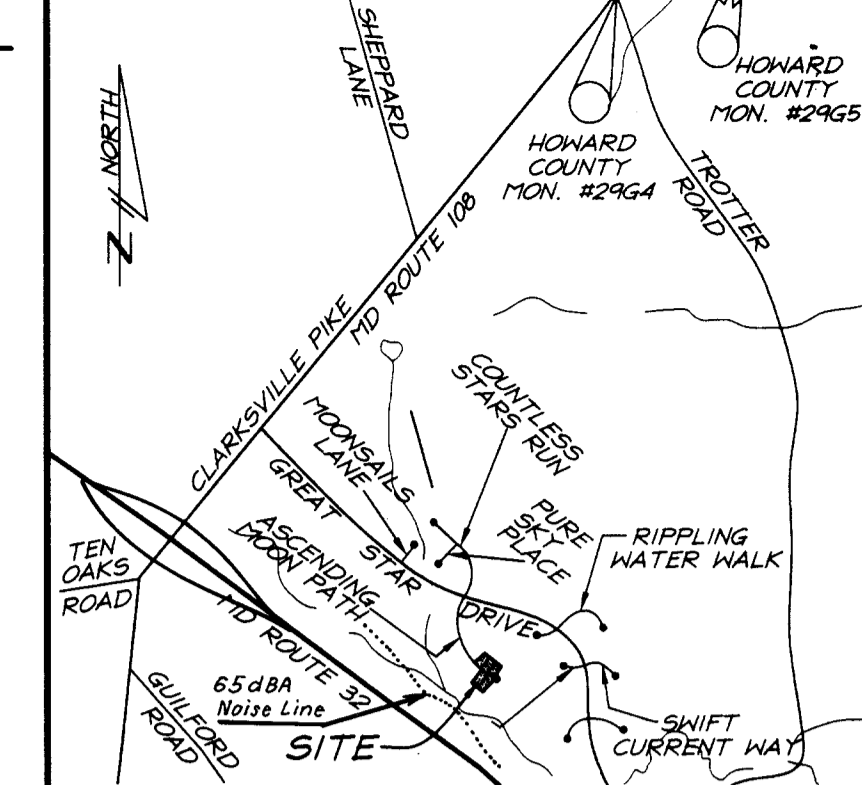 SHEPPARD
LANE
HOWARD
COUNTY
MON. #29G5
HOWARD
COUNTY
MON. #29G4
NORTH
TROTTER
ROAD
CLARKSVILLE PIKE
MD ROUTE 108
COUNTLESS
STARS RUN
MOONSAILS
LANE
GREAT STAR DRIVE
PURE
SKY
PLACE
RIPPLING
WATER WALK
ASCENDING
MOON PATH
TEN
OAKS
ROAD
MD ROUTE 32
65dBA
Noise Line
GUILFORD
ROAD
SITE
SWIFT
CURRENT WAY